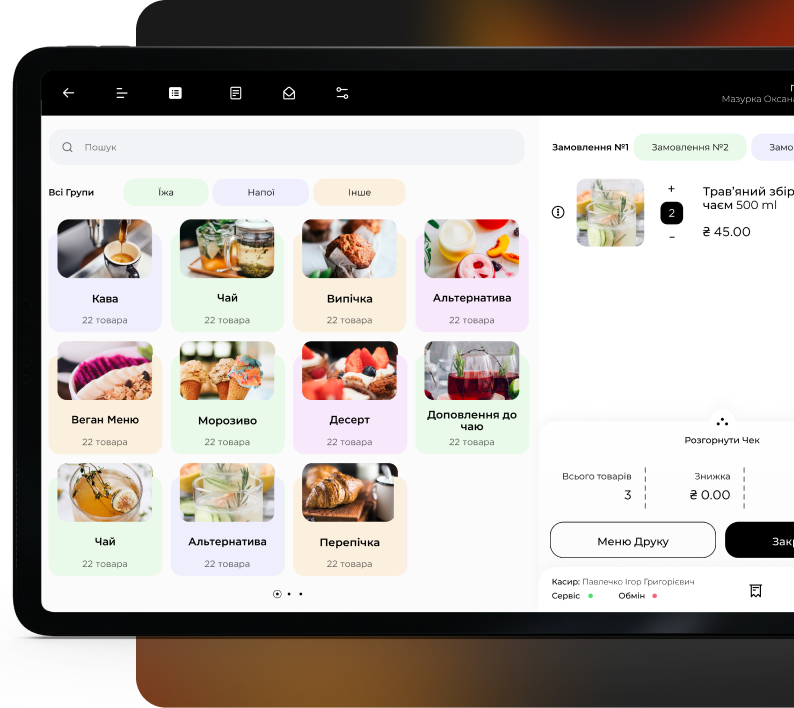 Мазурка Оксана
Пошук
Всі Групи
Їжа
Напої
Інше
Кава
22 товара
Чай
22 товара
Випічка
22 товара
Альтернатива
22 товара
Веган Меню
22 товара
Морозиво
22 товара
Десерт
22 товара
Доповлення до
чаю
22 товара
Чай
22 товара
Альтернатива
22 товара
Перепічка
22 товара
Замовлення №1
Замовлення №2
Замо
2
Трав'яний збір
чаєм 500 ml
₴ 45.00
Розгорнути Чек
Всього товарів
3
Знижка
₴ 0.00
Меню Друку
Закр
Касир: Павлечко Ігор Григорієвич
Сервіс
Обмін